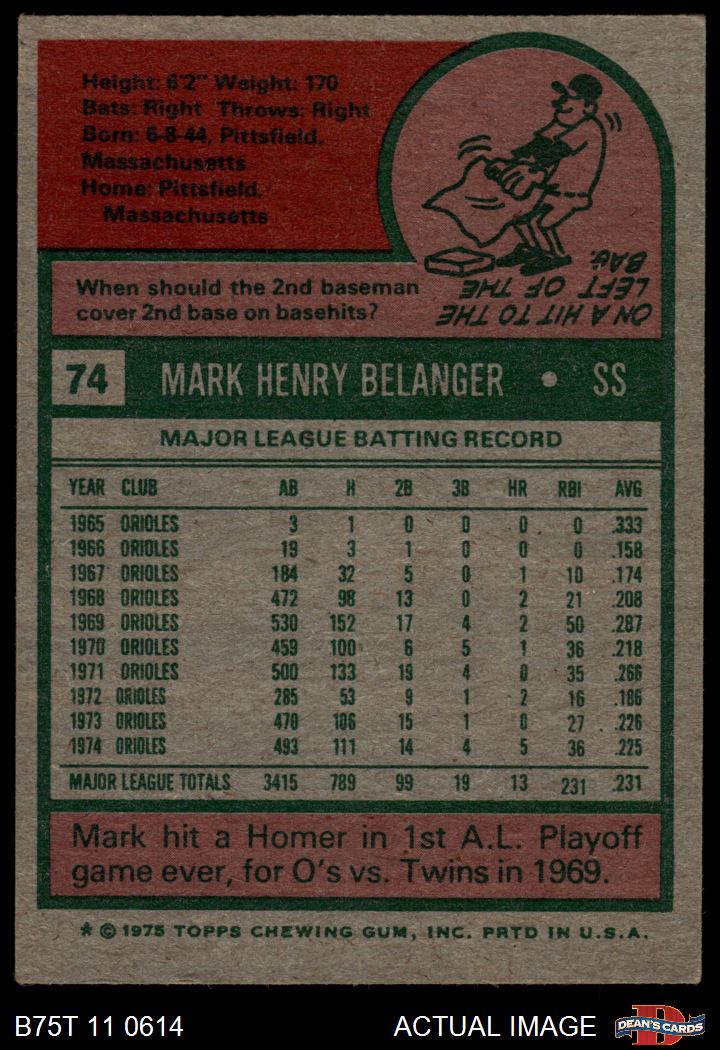 Height: 6'2" Weight: 170
Bats: Right Throws: Right
Born: 6-8-44, Pittsfield,
Massachusetts
Home: Pittsfield,
Massachusetts
When should the 2nd baseman
cover 2nd base on basehits?
ON A HIT TO THE
LEFT OF THE
BAG.
74 MARK HENRY BELANGER • SS
MAJOR LEAGUE BATTING RECORD
YEAR CLUB AB H 2B 3B HR RBI AVG
1965 ORIOLES 3 1 0 0 0 0 .333
1966 ORIOLES 19 3 1 0 0 0 .158
1967 ORIOLES 184 32 5 0 1 10 .174
1968 ORIOLES 472 98 13 0 2 21 .208
1969 ORIOLES 530 152 17 4 2 50 .287
1970 ORIOLES 459 100 6 5 1 36 .218
1971 ORIOLES 500 133 19 4 0 35 .266
1972 ORIOLES 285 53 9 1 2 16 .186
1973 ORIOLES 470 106 15 1 0 27 .226
1974 ORIOLES 493 111 14 4 5 36 .225
MAJOR LEAGUE TOTALS 3415 789 99 19 13 231 .231
Mark hit a Homer in 1st A.L. Playoff
game ever, for O's vs. Twins in 1969.
* © 1975 TOPPS CHEWING GUM, INC. PRTD IN U.S.A.
B75T 11 0614 ACTUAL IMAGE
D
DEAN'S CARDS